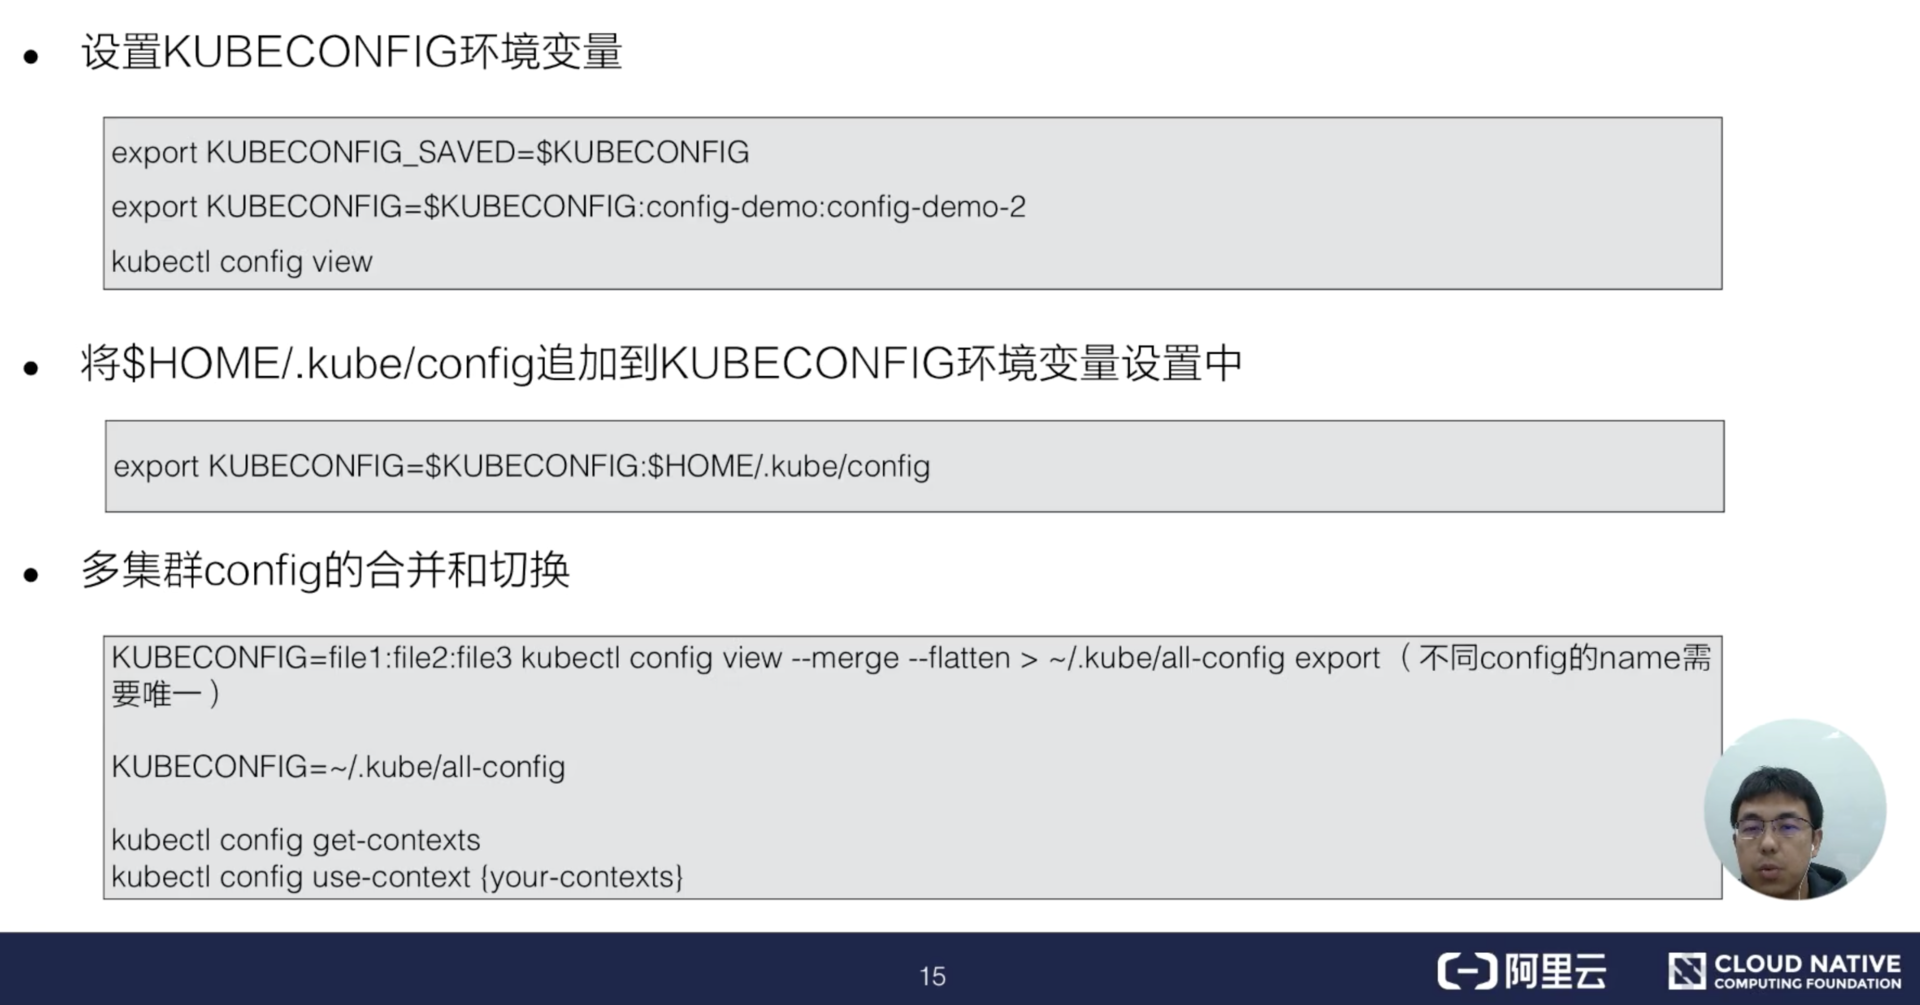 设置KUBECONFIG环境变量
export KUBECONFIG_SAVED=$KUBECONFIG
export KUBECONFIG=$KUBECONFIG:config-demo:config-demo-2
kubectl config view
将$HOME/.kube/config追加到KUBECONFIG环境变量设置中
export KUBECONFIG=$KUBECONFIG:$HOME/.kube/config
多集群config的合并和切换
KUBECONFIG=file1:file2:file3 kubectl config view --merge --flatten > ~/.kube/all-config export（不同config的name需
要唯一）
KUBECONFIG=~/.kube/all-config
kubectl config get-contexts
kubectl config use-context {your-contexts}
15
阿里云
CLOUD NATIVE
COMPUTING FOUNDATION